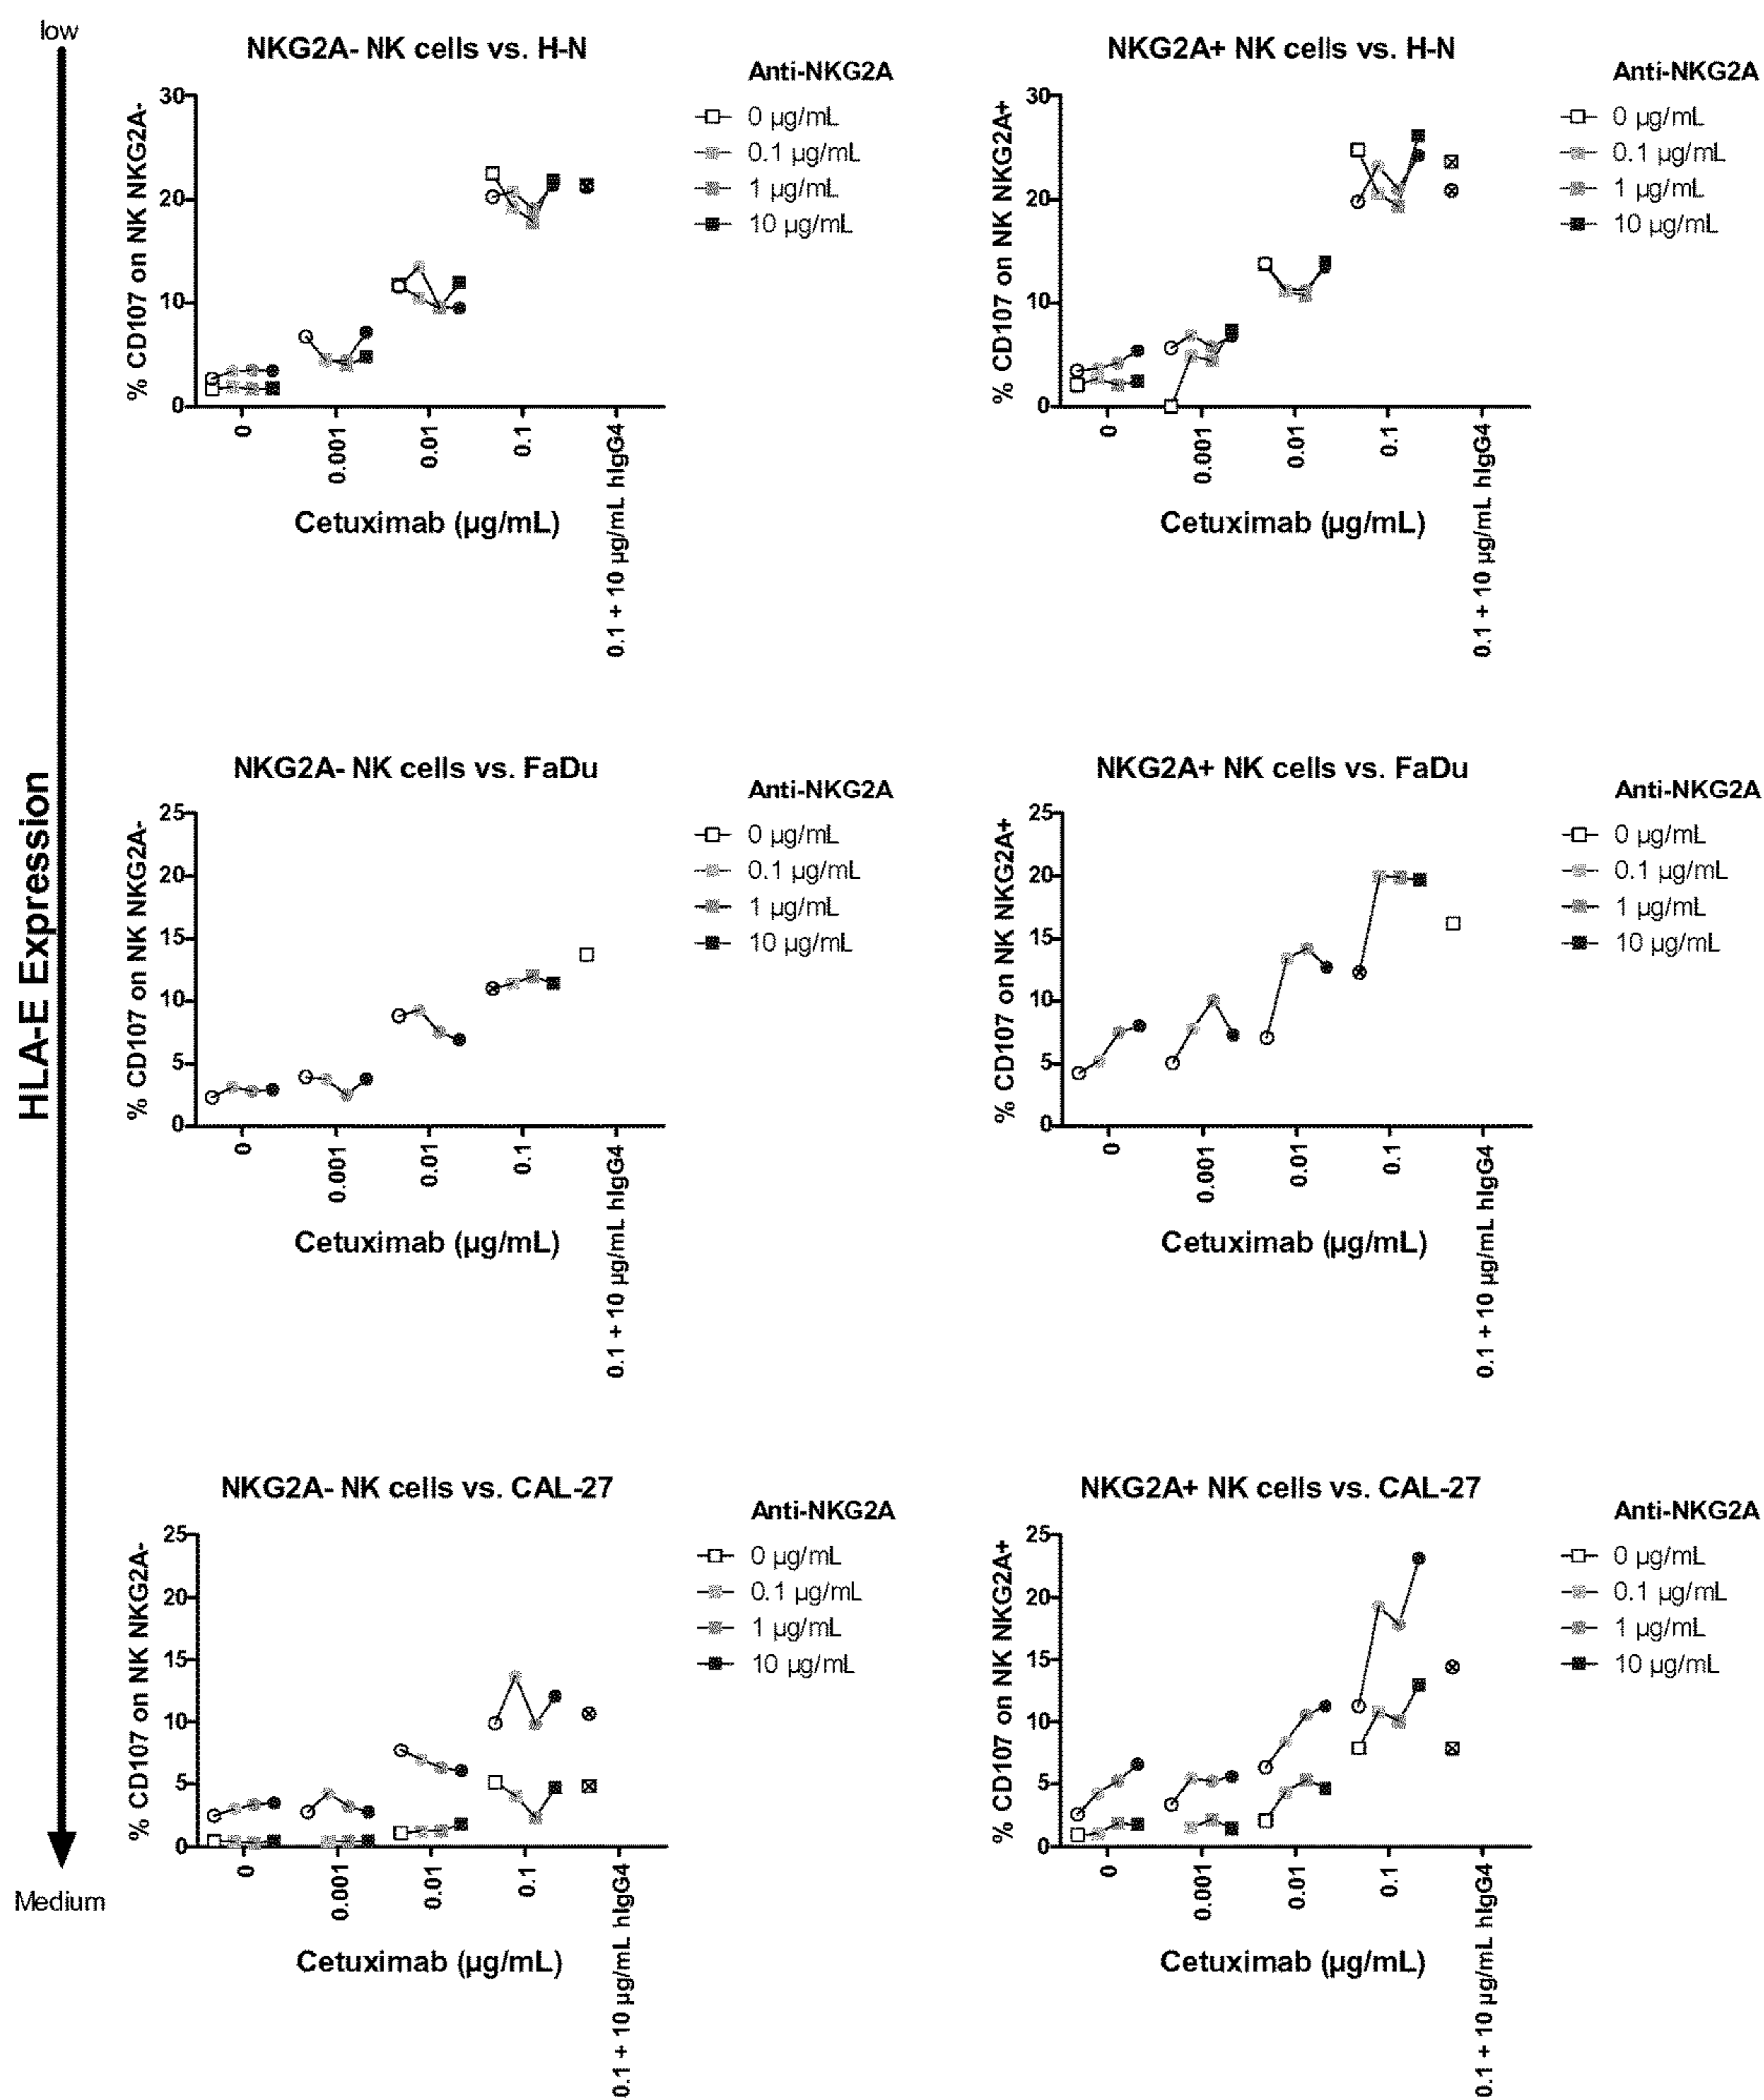 low
HLA-E Expression
Medium
NKG2A- NK cells vs. H-N
% CD107 on NK NKG2A-
30
20
10
0
0
0.001
0.01
0.1
0.1 + 10 µg/mL hIgG4
Cetuximab (µg/mL)
Anti-NKG2A
0 µg/mL
0.1 µg/mL
1 µg/mL
10 µg/mL
NKG2A+ NK cells vs. H-N
% CD107 on NK NKG2A+
30
20
10
0
0
0.001
0.01
0.1
0.1 + 10 µg/mL hIgG4
Cetuximab (µg/mL)
Anti-NKG2A
0 µg/mL
0.1 µg/mL
1 µg/mL
10 µg/mL
NKG2A- NK cells vs. FaDu
% CD107 on NK NKG2A-
25
20
15
10
5
0
0
0.001
0.01
0.1
0.1 + 10 µg/mL hIgG4
Cetuximab (µg/mL)
Anti-NKG2A
0 µg/mL
0.1 µg/mL
1 µg/mL
10 µg/mL
NKG2A+ NK cells vs. FaDu
% CD107 on NK NKG2A+
25
20
15
10
5
0
0
0.001
0.01
0.1
0.1 + 10 µg/mL hIgG4
Cetuximab (µg/mL)
Anti-NKG2A
0 µg/mL
0.1 µg/mL
1 µg/mL
10 µg/mL
NKG2A- NK cells vs. CAL-27
% CD107 on NK NKG2A-
25
20
15
10
5
0
0
0.001
0.01
0.1
0.1 + 10 µg/mL hIgG4
Cetuximab (µg/mL)
Anti-NKG2A
0 µg/mL
0.1 µg/mL
1 µg/mL
10 µg/mL
NKG2A+ NK cells vs. CAL-27
% CD107 on NK NKG2A+
25
20
15
10
5
0
0
0.001
0.01
0.1
0.1 + 10 µg/mL hIgG4
Cetuximab (µg/mL)
Anti-NKG2A
0 µg/mL
0.1 µg/mL
1 µg/mL
10 µg/mL